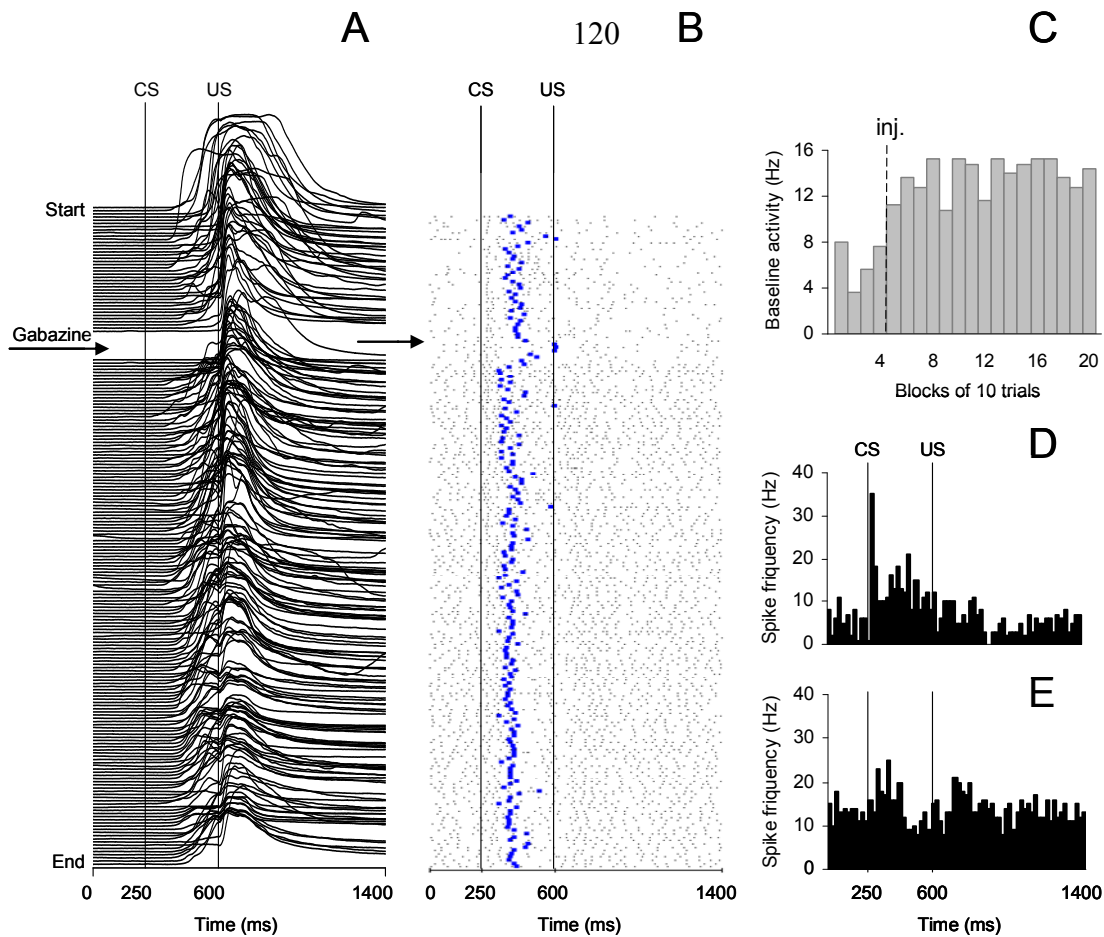 120
A
CS US
Start
Gabazine
End
0 250 600 1400
Time (ms)
B
CS US
0 250 600 1400
Time (ms)
C
inj.
Baseline activity (Hz)
16
12
8
4
0
4 8 12 16 20
Blocks of 10 trials
D
CS US
Spike friquency (Hz)
40
30
20
10
0
E
Spike friquency (Hz)
40
30
20
10
0
0 250 600 1400
Time (ms)